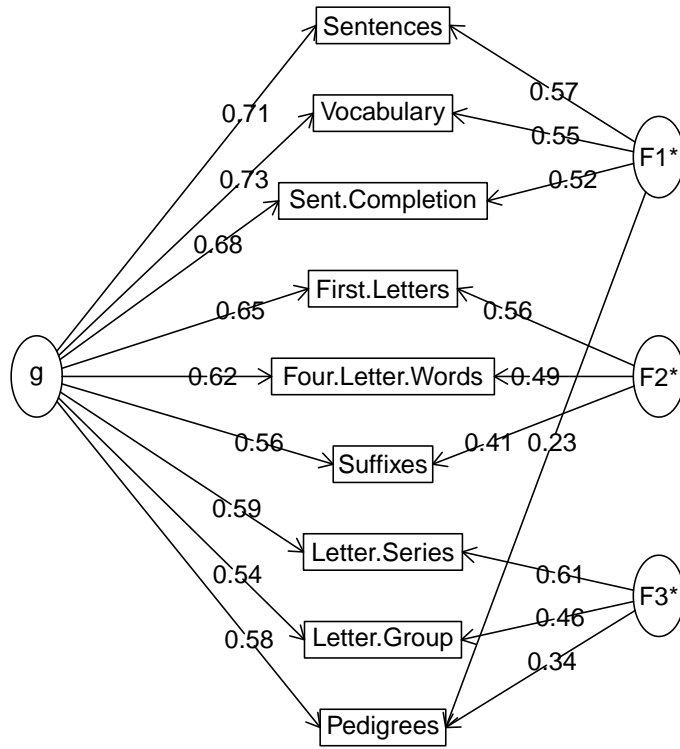 Sentences
0.57
0.71
Vocabulary
0.55
F1*
0.73
Sent.Completion
0.52
0.68
First.Letters
0.65
0.56
g
0.62
Four.Letter.Words
0.49
F2*
0.56
Suffixes
0.41
0.23
0.59
Letter.Series
0.61
0.54
F3*
0.46
0.58
Letter.Group
0.34
Pedigrees